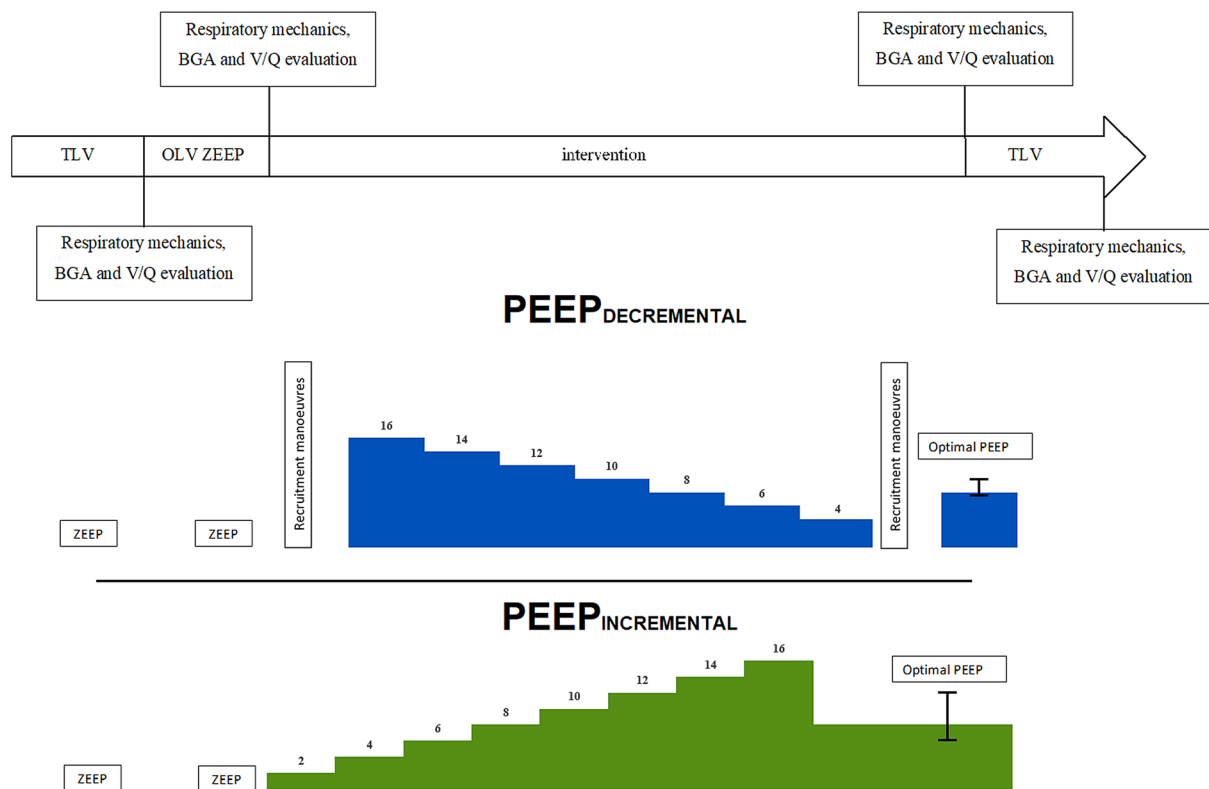 Respiratory mechanics,
BGA and V/Q evaluation
Respiratory mechanics,
BGA and V/Q evaluation
TLV
OLV ZEEP
intervention
TLV
Respiratory mechanics,
BGA and V/Q evaluation
Respiratory mechanics,
BGA and V/Q evaluation
PEEPDECREMENTAL
ZEEP
ZEEP
Recruitment manoeuvres
16
14
12
10
8
6
4
Recruitment manoeuvres
Optimal PEEP
PEEPINCREMENTAL
ZEEP
ZEEP
2
4
6
8
10
12
14
16
Optimal PEEP